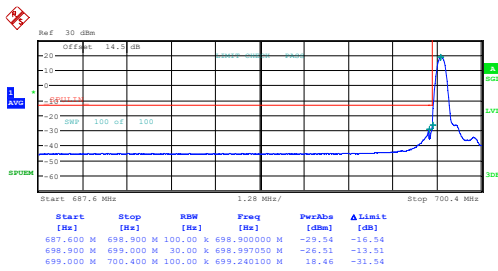 R S
Ref 30 dBm
Offset 14.5 dB
LIMIT CHECK PASS
20
10
0
-10
-20
-30
-40
-50
-60
SPULIN
SWP 100 of 100
1 *
AVG
SPUEM
A
SGL
LVL
3DB
Start 687.6 MHz
1.28 MHz/
Stop 700.4 MHz
Start Stop RBW Freq PwrAbs ΔLimit
[Hz] [Hz] [Hz] [dBm] [dB]
687.600 M 698.900 M 100.00 k 698.900000 M -29.54 -16.54
698.900 M 699.000 M 30.00 k 698.997050 M -26.51 -13.51
699.000 M 700.400 M 100.00 k 699.240100 M 18.46 -31.54